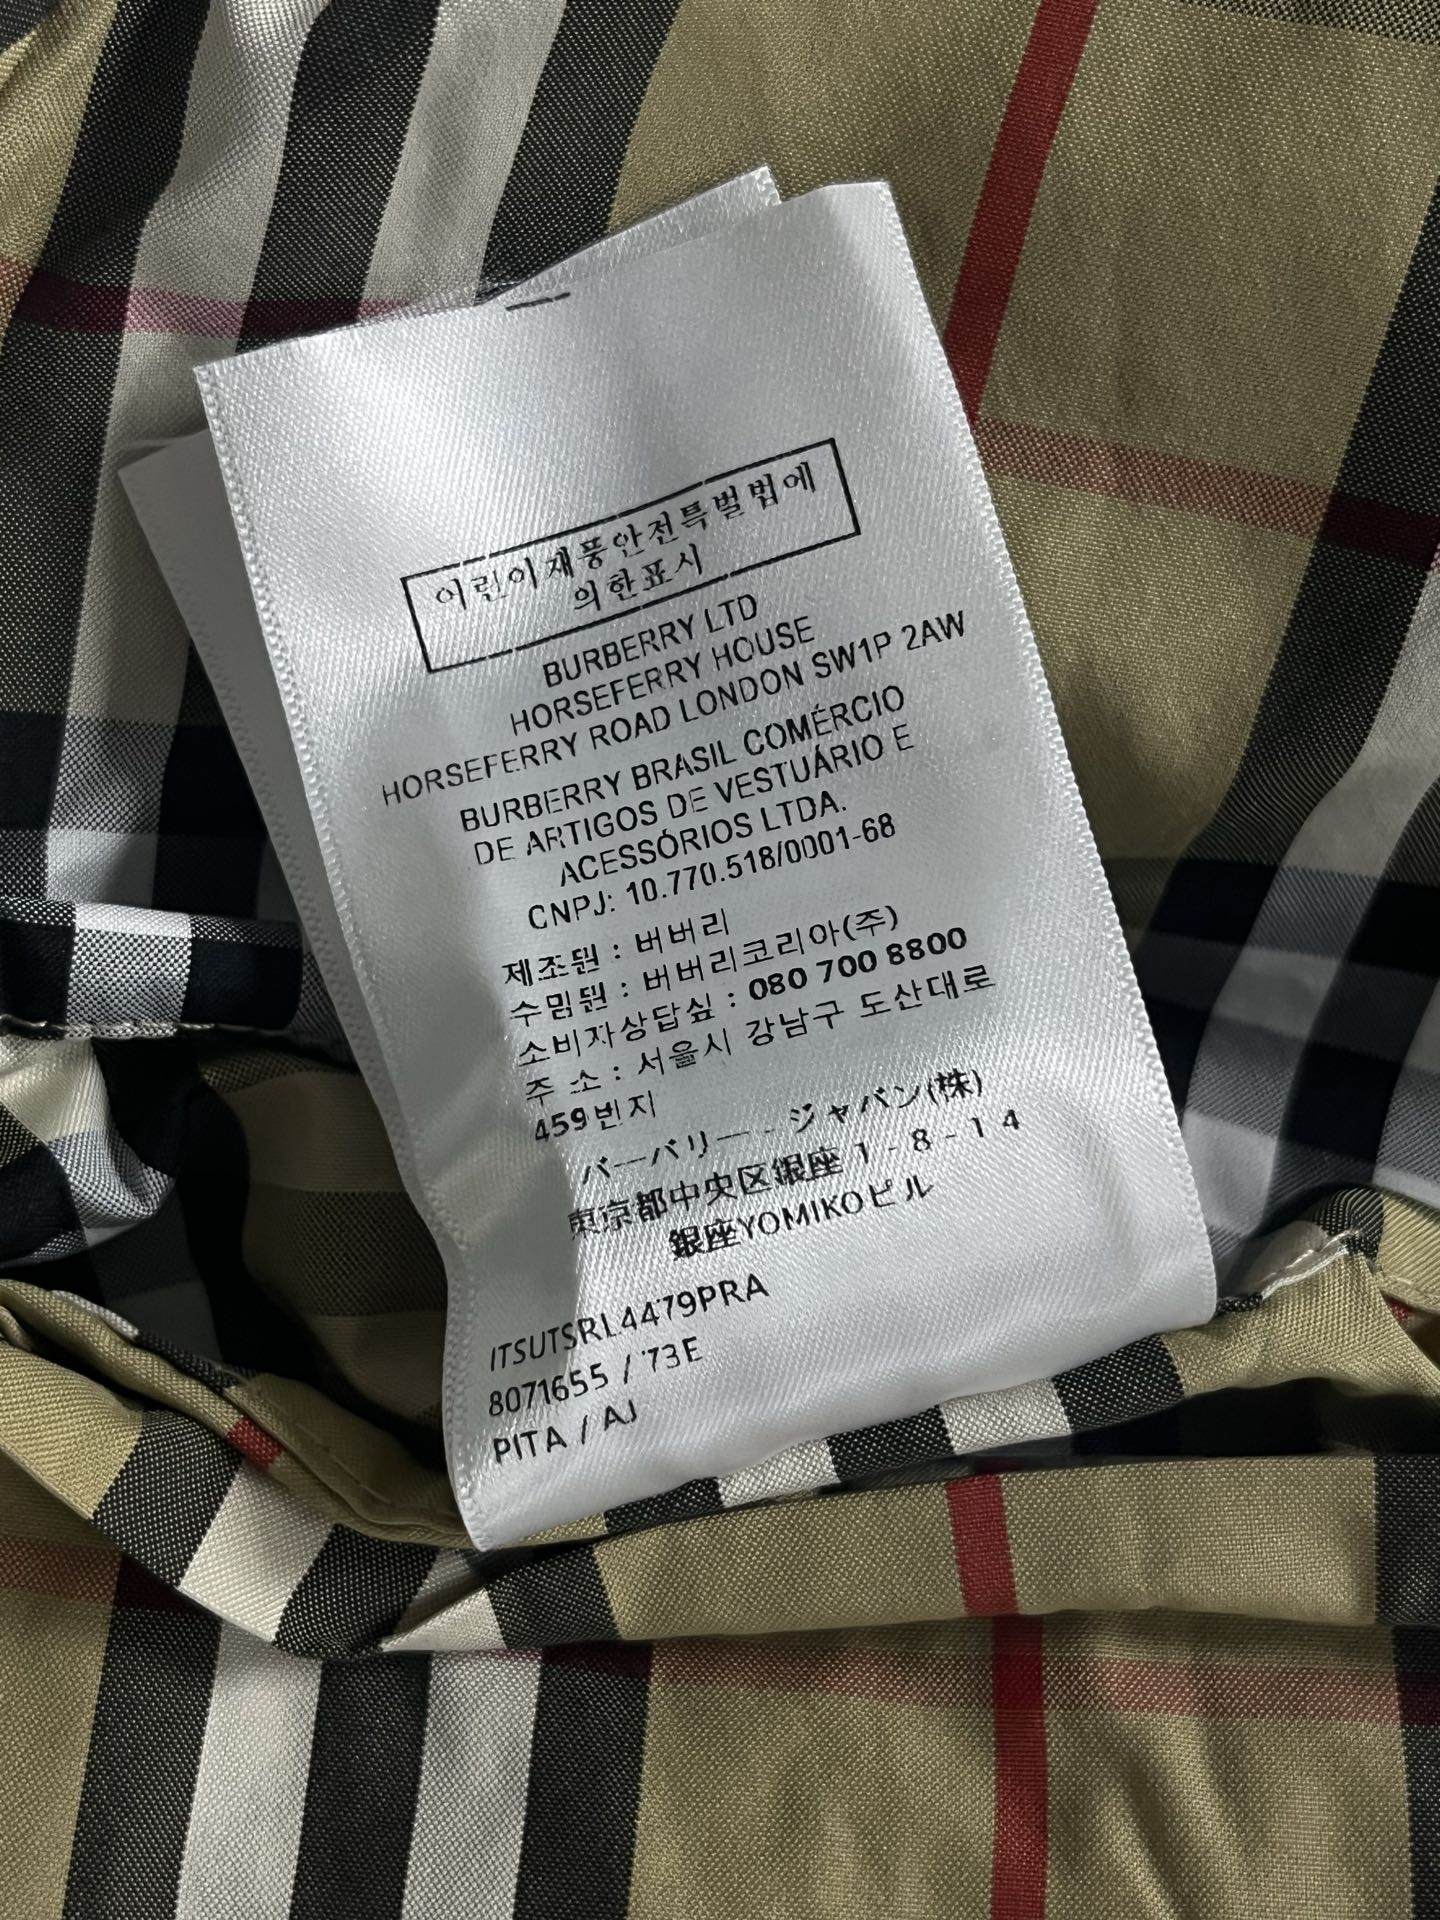 어린이제품안전특별법에
의한표시
BURBERRY LTD
HORSEFERRY HOUSE
HORSEFERRY ROAD LONDON SW1P 2AW
BURBERRY BRASIL COMÉRCIO
DE ARTIGOS DE VESTUÁRIO E
ACESSÓRIOS LTDA.
CNPJ: 10.770.518/0001-68
제조원 : 버버리
수입원 : 버버리코리아(주)
소비자상담실 : 080 700 8800
주 소 : 서울시 강남구 도산대로
459번지
バーバリー・ジャパン(株)
東京都中央区銀座 1 - 8 - 1 4
銀座YOMIKOビル
ITSUTSRL4479PRA
8071655 / 73E
PITA / AJ